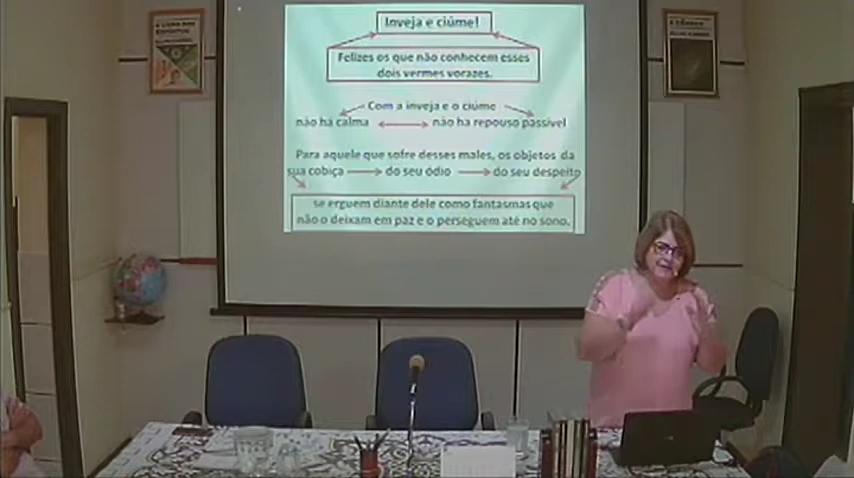 Inveja e ciúme!
Felizes os que não conhecem esses
dois vermes vorazes.
Com a inveja e o ciúme
não há calma não há repouso passível
Para aquele que sofre desses males, os objetos da
sua cobiça do seu ódio do seu despeito
se erguem diante dele como fantasmas que
não o deixam em paz e o perseguem até no sono.